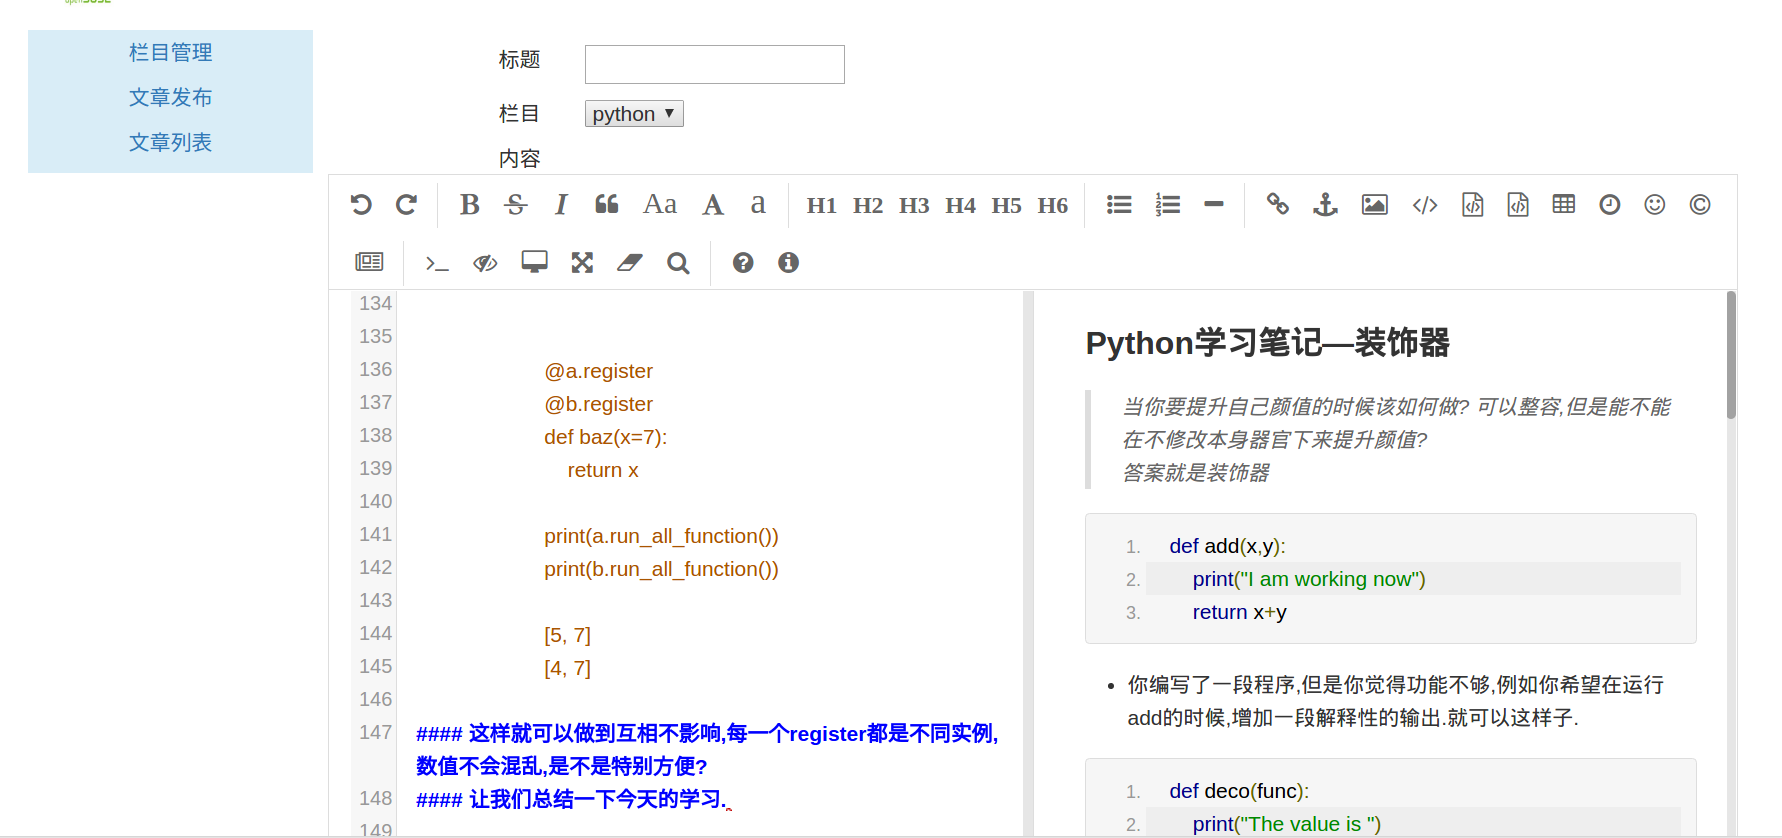 openSUSE
栏目管理
文章发布
文章列表
标题
栏目
python ▼
内容
B S I Aa A a H1 H2 H3 H4 H5 H6
134
135
136 @a.register
137 @b.register
138 def baz(x=7):
139 return x
140
141 print(a.run_all_function())
142 print(b.run_all_function())
143
144 [5, 7]
145 [4, 7]
146
147 #### 这样就可以做到互相不影响,每一个register都是不同实例,
数值不会混乱,是不是特别方便?
148 #### 让我们总结一下今天的学习.
149
Python学习笔记—装饰器
当你要提升自己颜值的时候该如何做? 可以整容,但是能不能
在不修改本身器官下来提升颜值?
答案就是装饰器
1. def add(x,y):
2. print("I am working now")
3. return x+y
• 你编写了一段程序,但是你觉得功能不够,例如你希望在运行
add的时候,增加一段解释性的输出.就可以这样子.
1. def deco(func):
2. print("The value is ")